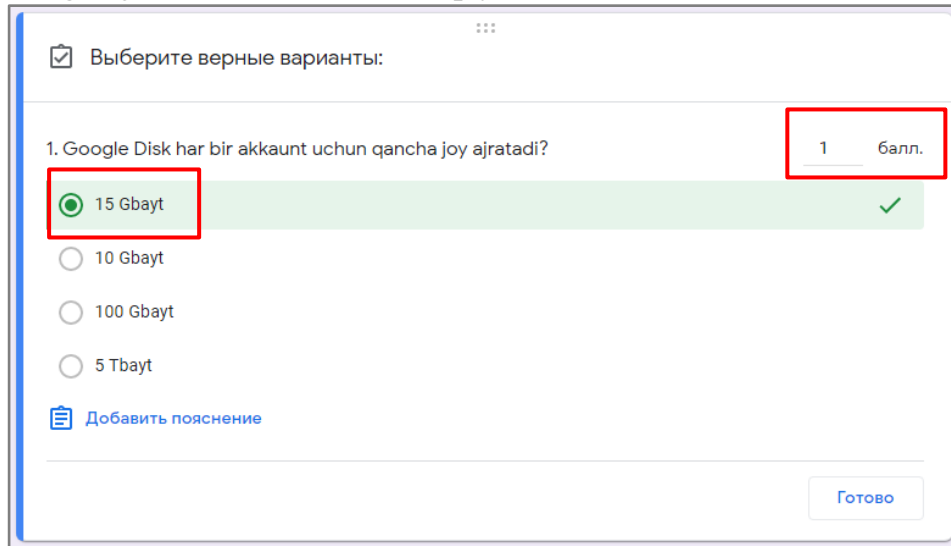 Выберите верные варианты:
1. Google Disk har bir akkaunt uchun qancha joy ajratadi?
1 балл.
15 Gbayt
10 Gbayt
100 Gbayt
5 Tbayt
Добавить пояснение
Готово